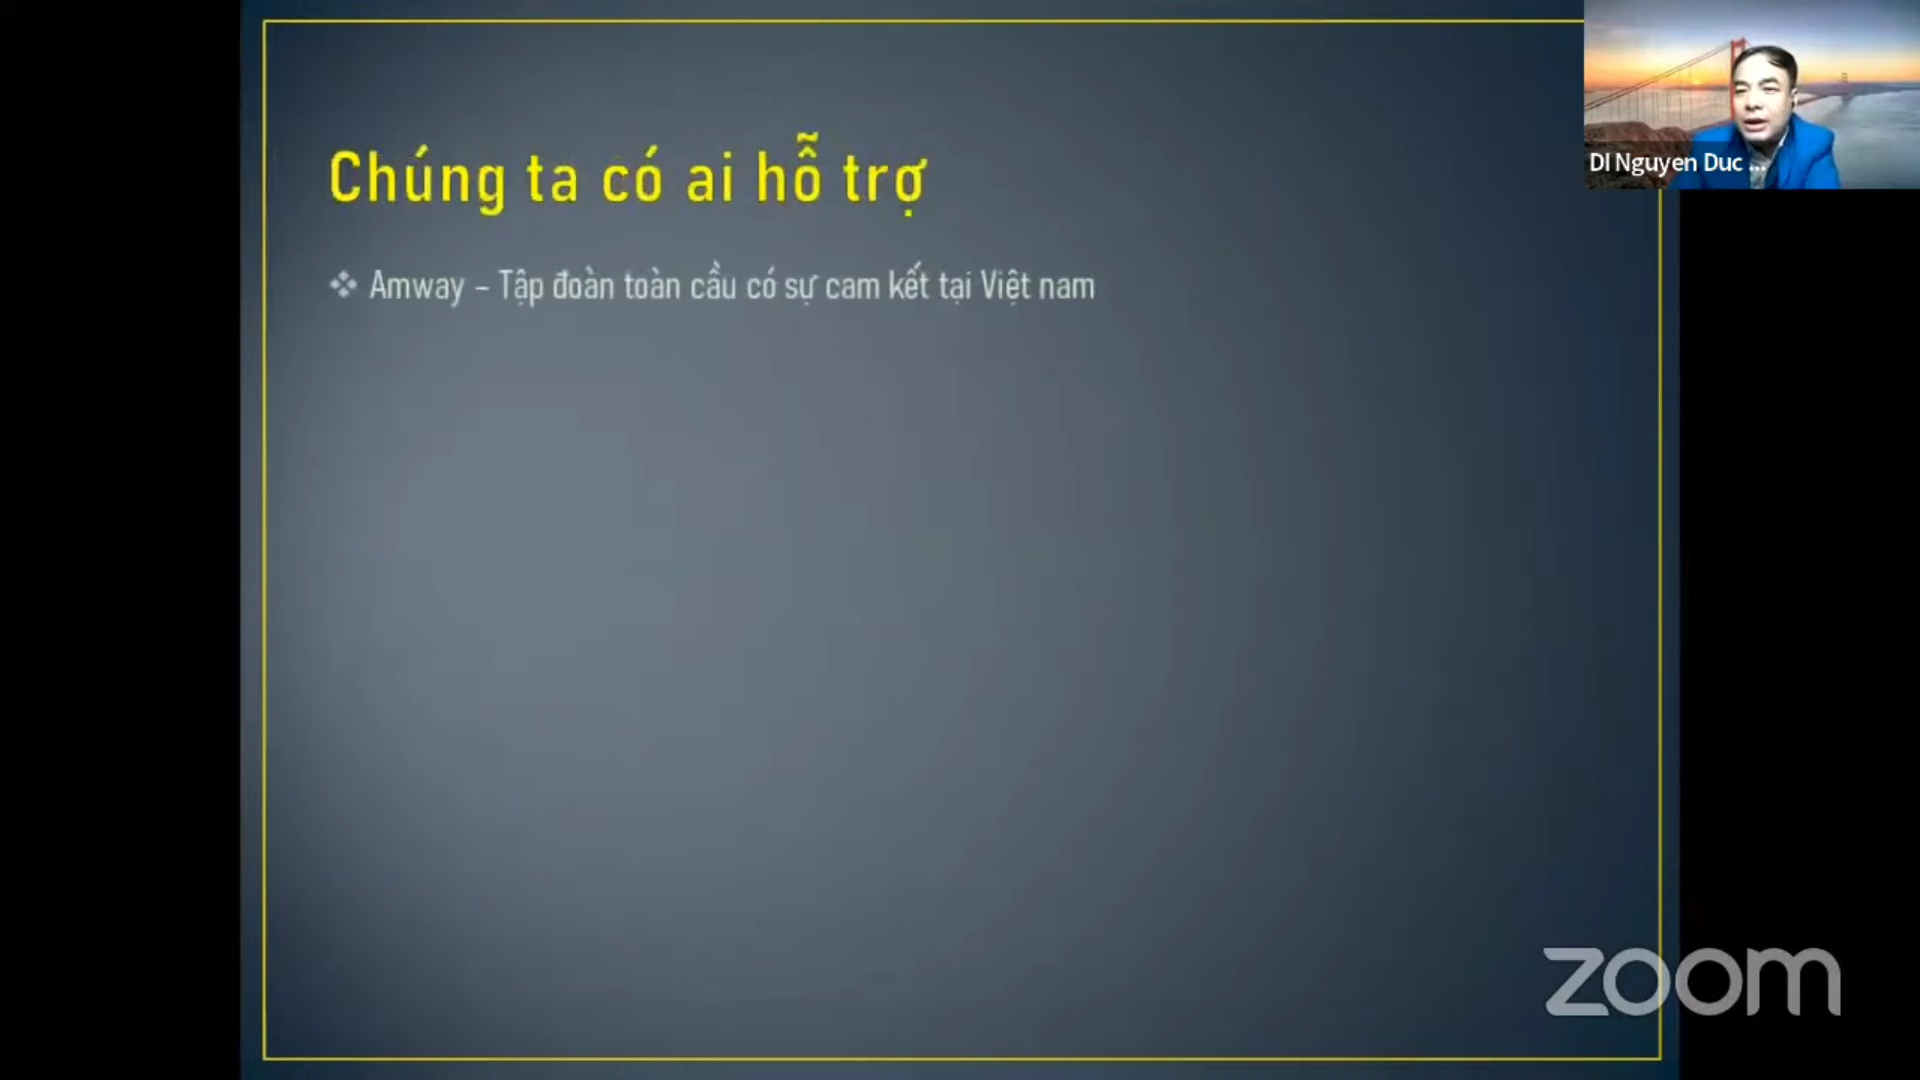 Chúng ta có ai hỗ trợ
Amway – Tập đoàn toàn cầu có sự cam kết tại Việt nam
DI Nguyen Duc ...
zoom